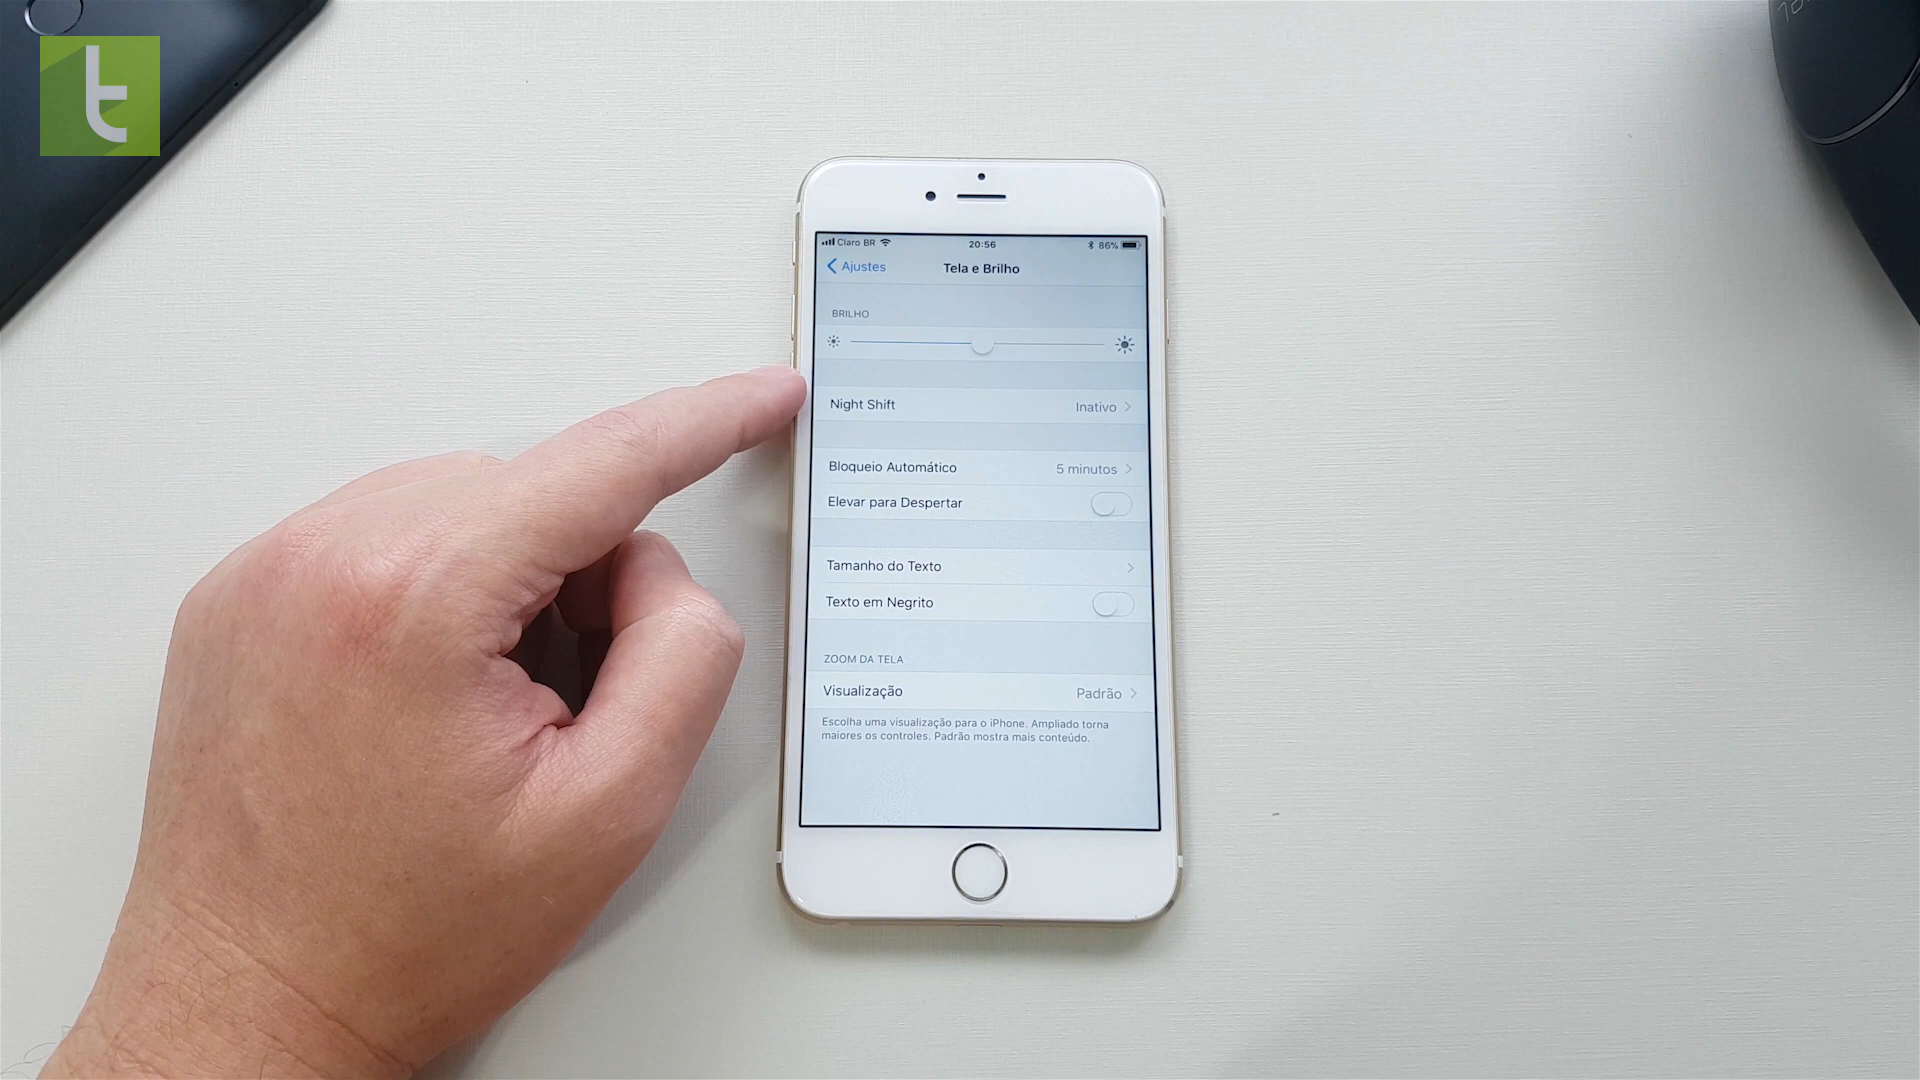 t
Claro BR
20:56
86%
Ajustes
Tela e Brilho
BRILHO
Night Shift
Inativo
Bloqueio Automático
5 minutos
Elevar para Despertar
Tamanho do Texto
Texto em Negrito
ZOOM DA TELA
Visualização
Padrão
Escolha uma visualização para o iPhone. Ampliado torna
maiores os controles. Padrão mostra mais conteúdo.